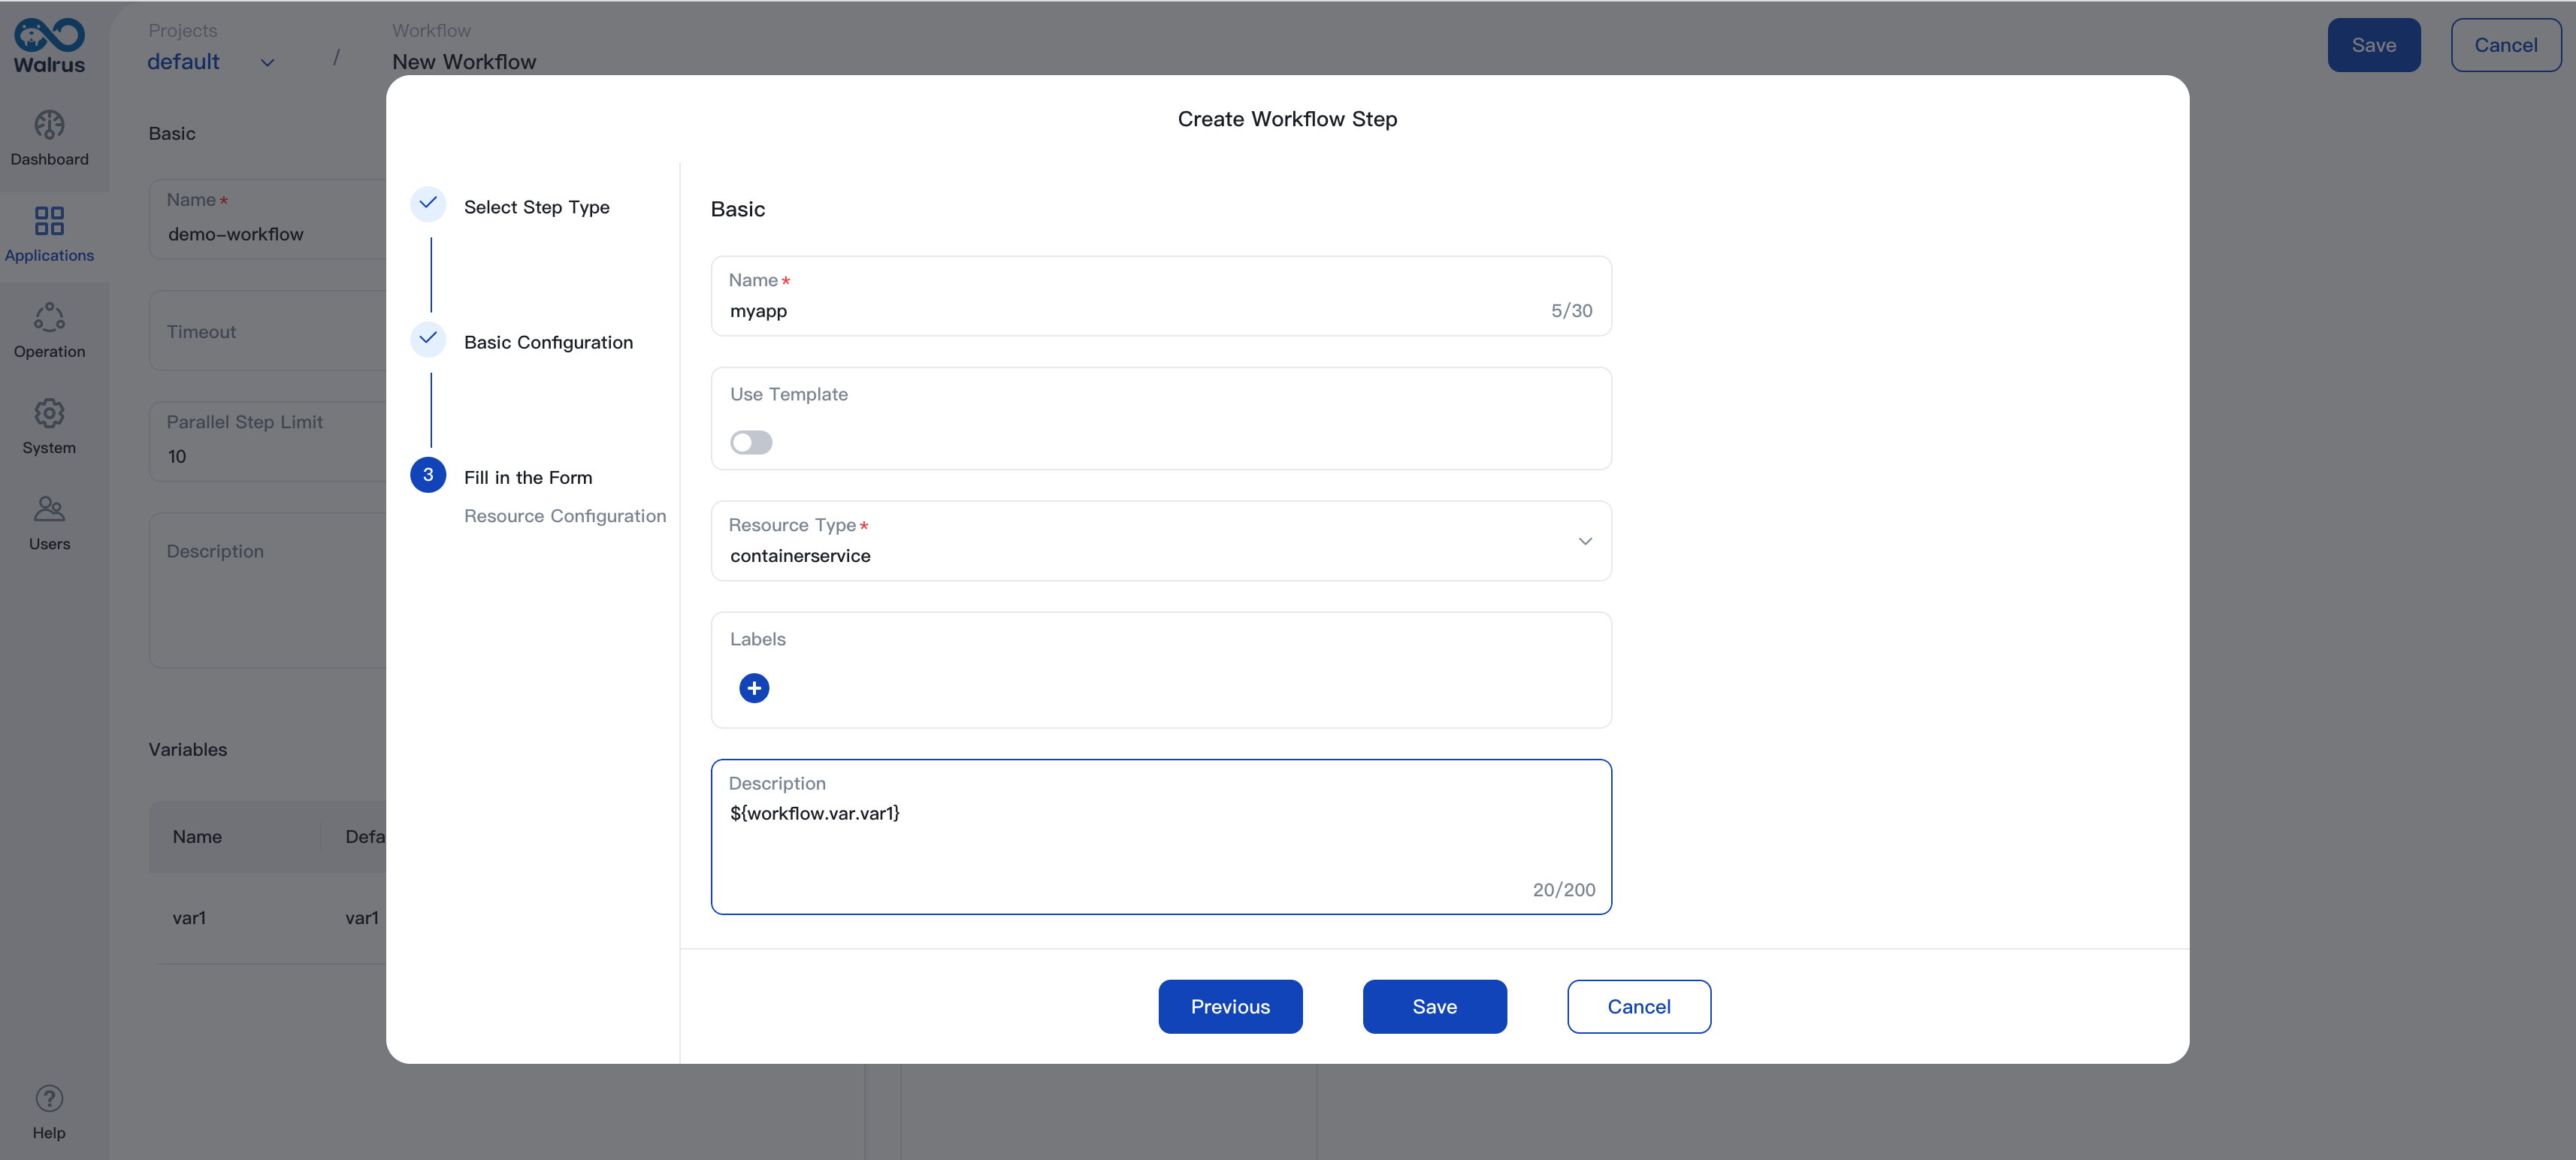 Walrus
Dashboard
Applications
Operation
System
Users
Help
Projects
default
/
Workflow
New Workflow
Save
Cancel
Basic
Name*
demo-workflow
Timeout
Parallel Step Limit
10
Description
Variables
Name
Defa
var1
var1
Create Workflow Step
Select Step Type
Basic Configuration
3
Fill in the Form
Resource Configuration
Basic
Name*
myapp
5/30
Use Template
Resource Type*
containerservice
Labels
Description
${workflow.var.var1}
20/200
Previous
Save
Cancel